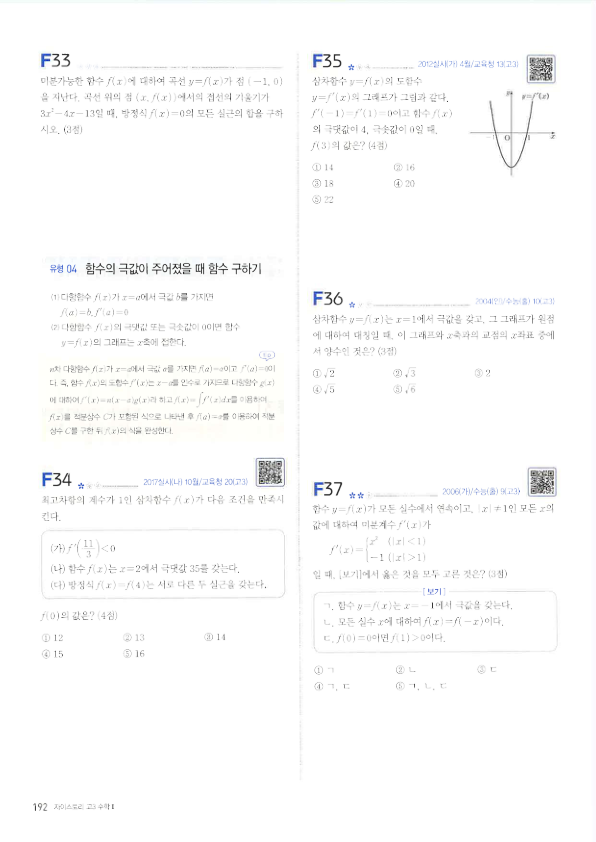 F33
미분가능한 함수 f(x)에 대하여 곡선 y=f(x)가 점 (-1, 0)
을 지난다. 곡선 위의 점 (x, f(x))에서의 접선의 기울기가
3x²-4x-13일 때, 방정식 f(x)=0의 모든 실근의 합을 구하
시오. (3점)
유형 04 함수의 극값이 주어졌을 때 함수 구하기
(1) 다항함수 f(x)가 x=a에서 극값 b를 가지면
f(a)=b, f′(a)=0
(2) 다항함수 f(x)의 극댓값 또는 극솟값이 0이면 함수
y=f(x)의 그래프는 x축에 접한다.
n차 다항함수 f(x)가 x=a에서 극값 a를 가지면 f(a)=a이고 f′(a)=0이
다. 즉, 함수 f(x)의 도함수 f′(x)는 x-a를 인수로 가지므로 다항함수 g(x)
에 대하여 f′(x)=n(x-a)g(x)라 하고 f(x)=∫f′(x)dx를 이용하여
f(x)를 적분상수 C가 포함된 식으로 나타낸 후 f(a)=a를 이용하여 적분
상수 C를 구한 뒤 f(x)의 식을 완성한다.
F34
2017실시(나) 10월/교육청 20(고3)
최고차항의 계수가 1인 삼차함수 f(x)가 다음 조건을 만족시
킨다.
(가) f′(11/3)<0
(나) 함수 f(x)는 x=2에서 극댓값 35를 갖는다.
(다) 방정식 f(x)=f(4)는 서로 다른 두 실근을 갖는다.
f(0)의 값은? (4점)
① 12 ② 13 ③ 14
④ 15 ⑤ 16
192 자이스토리 고3 수학Ⅱ
F35
2012실시(가) 4월/교육청 13(고3)
삼차함수 y=f(x)의 도함수
y=f′(x)의 그래프가 그림과 같다.
f′(-1)=f′(1)=0이고 함수 f(x)
의 극댓값이 4, 극솟값이 0일 때,
f(3)의 값은? (4점)
y y=f′(x)
-1 O 1 x
① 14 ② 16
③ 18 ④ 20
⑤ 22
F36
2004(인)/수능(홀) 10(고3)
삼차함수 y=f(x)는 x=1에서 극값을 갖고, 그 그래프가 원점
에 대하여 대칭일 때, 이 그래프와 x축과의 교점의 x좌표 중에
서 양수인 것은? (3점)
① √2 ② √3 ③ 2
④ √5 ⑤ √6
F37
2006(가)/수능(홀) 9(고3)
함수 y=f(x)가 모든 실수에서 연속이고, |x|≠1인 모든 x의
값에 대하여 미분계수 f′(x)가
f′(x)={x² (|x|<1)
-1 (|x|>1)
일 때, [보기]에서 옳은 것을 모두 고른 것은? (3점)
[보기]
ㄱ. 함수 y=f(x)는 x=-1에서 극값을 갖는다.
ㄴ. 모든 실수 x에 대하여 f(x)=f(-x)이다.
ㄷ. f(0)=0이면 f(1)>0이다.
① ㄱ ② ㄴ ③ ㄷ
④ ㄱ, ㄷ ⑤ ㄱ, ㄴ, ㄷ